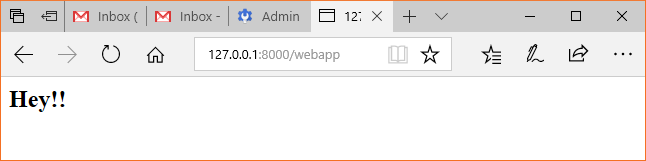 Inbox ( Inbox - Admin 127
127.0.0.1:8000/webapp
Hey!!